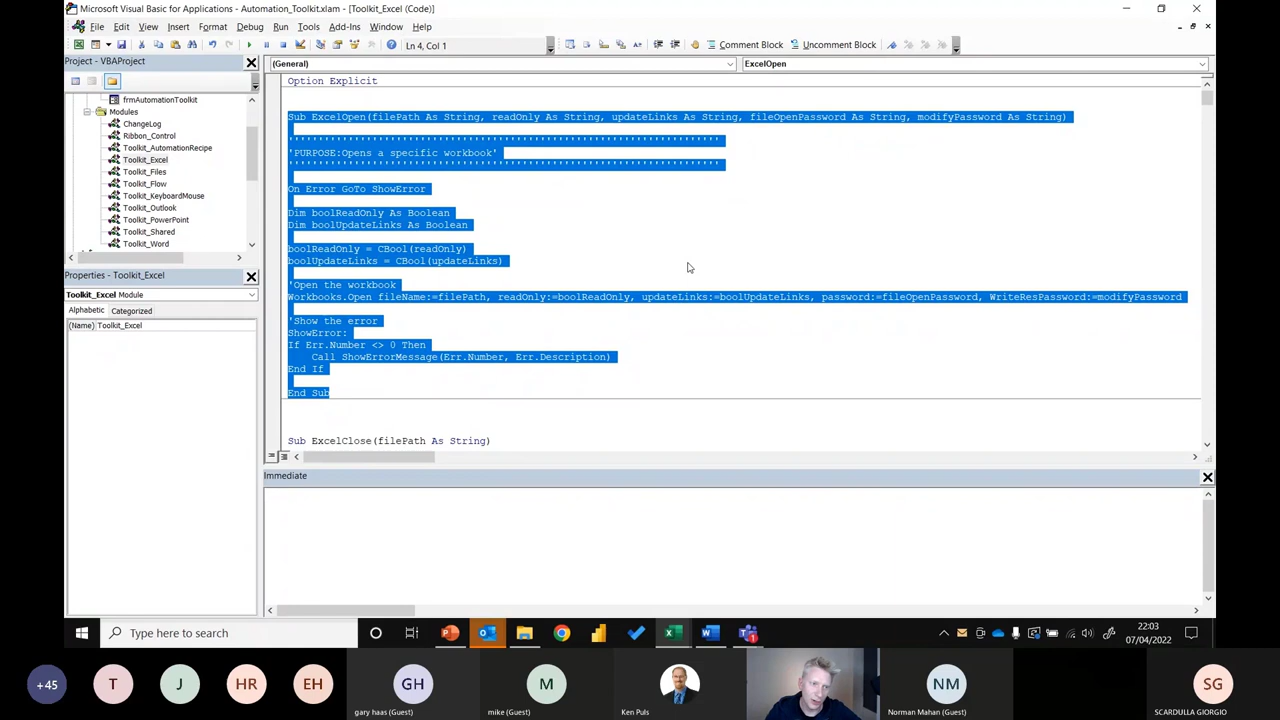 Microsoft Visual Basic for Applications - Automation_Toolkit.xlam - [Toolkit_Excel (Code)]
File Edit View Insert Format Debug Run Tools Add-Ins Window Help
Ln 4, Col 1
Comment Block Uncomment Block
Project - VBAProject
(General) ExcelOpen
frmAutomationToolkit
Modules
ChangeLog
Ribbon_Control
Toolkit_AutomationRecipe
Toolkit_Excel
Toolkit_Files
Toolkit_Flow
Toolkit_KeyboardMouse
Toolkit_Outlook
Toolkit_PowerPoint
Toolkit_Shared
Toolkit_Word
Properties - Toolkit_Excel
Toolkit_Excel Module
Alphabetic Categorized
(Name) Toolkit_Excel
Option Explicit
Sub ExcelOpen(filePath As String, readOnly As String, updateLinks As String, fileOpenPassword As String, modifyPassword As String)
'PURPOSE:Opens a specific workbook'
On Error GoTo ShowError
Dim boolReadOnly As Boolean
Dim boolUpdateLinks As Boolean
boolReadOnly = CBool(readOnly)
boolUpdateLinks = CBool(updateLinks)
'Open the workbook
Workbooks.Open fileName:=filePath, readOnly:=boolReadOnly, updateLinks:=boolUpdateLinks, password:=fileOpenPassword, WriteResPassword:=modifyPassword
'Show the error
ShowError:
If Err.Number <> 0 Then
Call ShowErrorMessage(Err.Number, Err.Description)
End If
End Sub
Sub ExcelClose(filePath As String)
Immediate
Type here to search
22:03
07/04/2022
+45 T J HR EH GH M NM SG
gary haas (Guest) mike (Guest) Ken Puls Norman Mahan (Guest) SCARDULLA GIORGIO